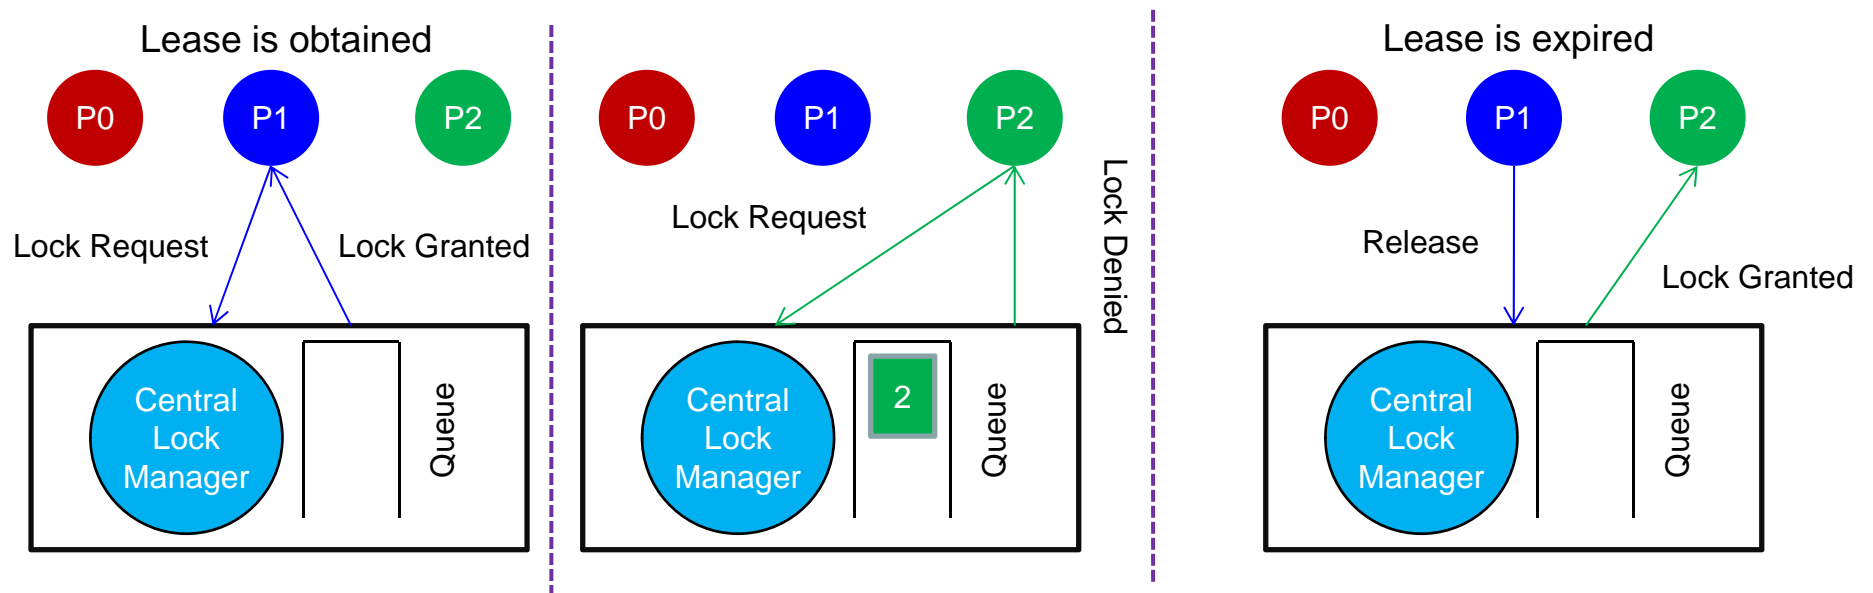 Lease is obtained
P0
P1
P2
Lock Request
Lock Granted
Central
Lock
Manager
Queue
P0
P1
P2
Lock Request
Lock Denied
Central
Lock
Manager
2
Queue
Lease is expired
P0
P1
P2
Release
Lock Granted
Central
Lock
Manager
Queue